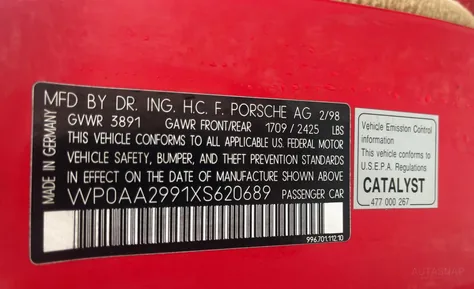 MADE IN GERMANY
MFD BY DR. ING. H.C. F. PORSCHE AG 2/98
GVWR 3891 GAWR FRONT/REAR 1709 / 2425 LBS
THIS VEHICLE CONFORMS TO ALL APPLICABLE U.S. FEDERAL MOTOR
VEHICLE SAFETY, BUMPER, AND THEFT PREVENTION STANDARDS
IN EFFECT ON THE DATE OF MANUFACTURE SHOWN ABOVE
WP0AA2991XS620689 PASSENGER CAR
996.701.112.10
Vehicle Emission Control
information
This vehicle conforms to
U.S.E.P.A. Regulations
CATALYST
477 000 267